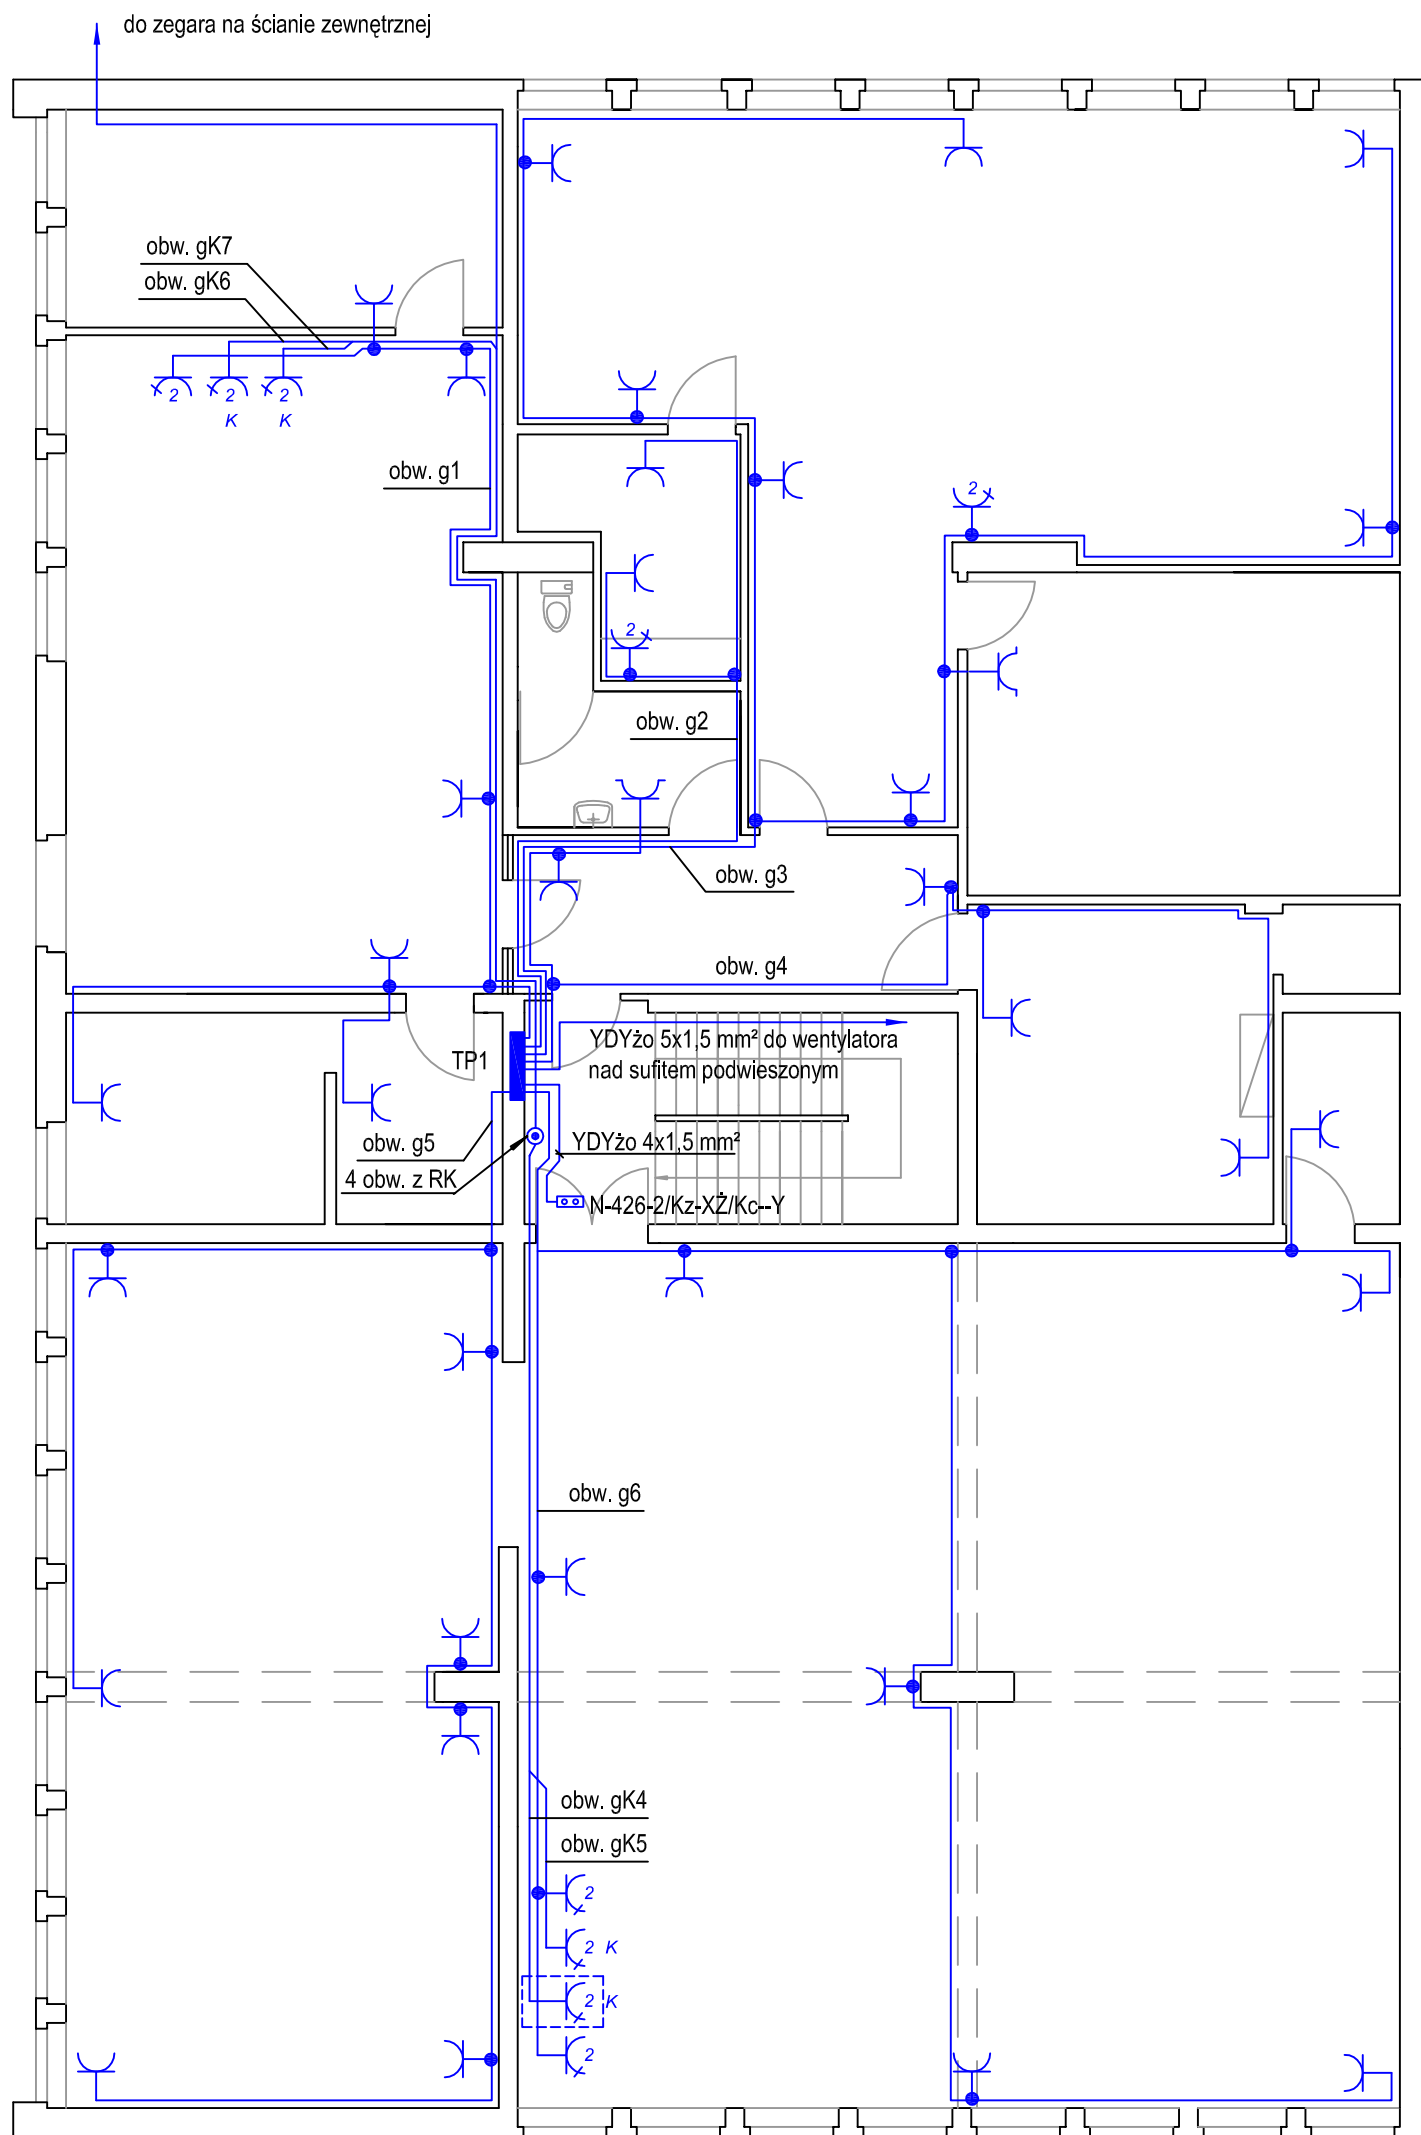 do zegara na ścianie zewnętrznej
obw. gK7
obw. gK6
2
2
2
K
K
obw. g1
2
2
obw. g2
obw. g3
obw. g4
YDYżo 5x1,5 mm² do wentylatora
nad sufitem podwieszonym
TP1
obw. g5
YDYżo 4x1,5 mm²
4 obw. z RK
N-426-2/Kz-XŻ/Kc--Y
obw. g6
obw. gK4
obw. gK5
2
2 K
2 K
2